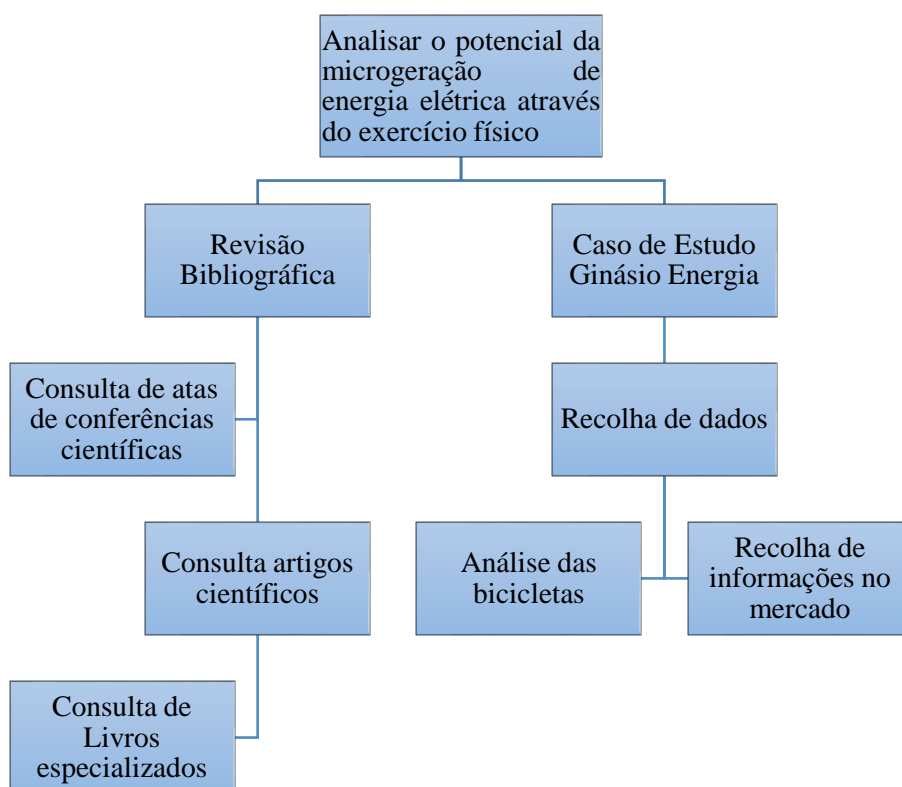 Analisar o potencial da
microgeração de
energia elétrica através
do exercício físico
Revisão
Bibliográfica
Caso de Estudo
Ginásio Energia
Consulta de atas
de conferências
científicas
Recolha de dados
Consulta artigos
científicos
Análise das
bicicletas
Recolha de
informações no
mercado
Consulta de
Livros
especializados